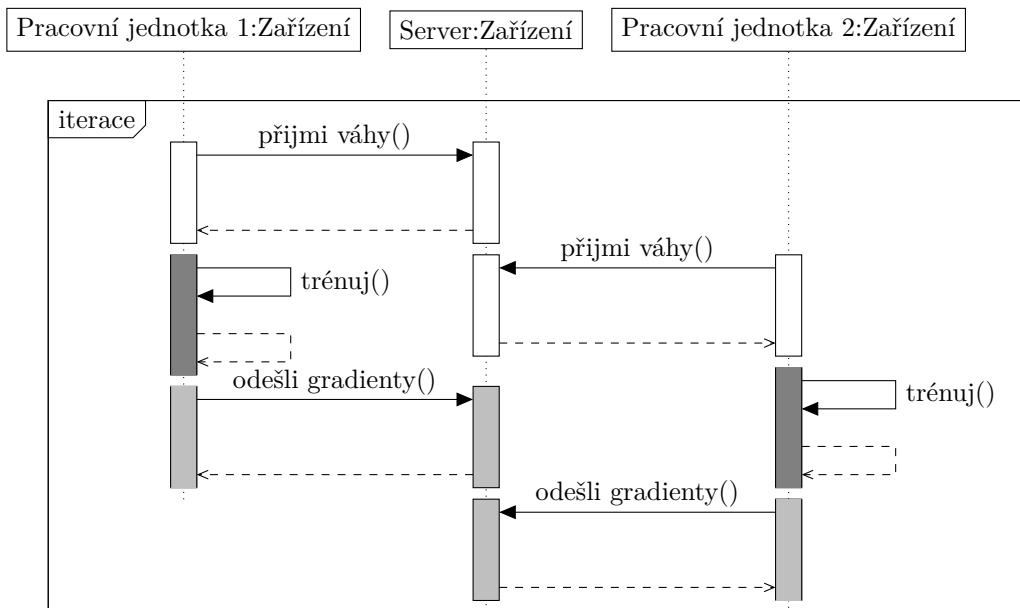 Pracovní jednotka 1:Zařízení
Server:Zařízení
Pracovní jednotka 2:Zařízení
iterace
přijmi váhy()
přijmi váhy()
trénuj()
odešli gradienty()
trénuj()
odešli gradienty()